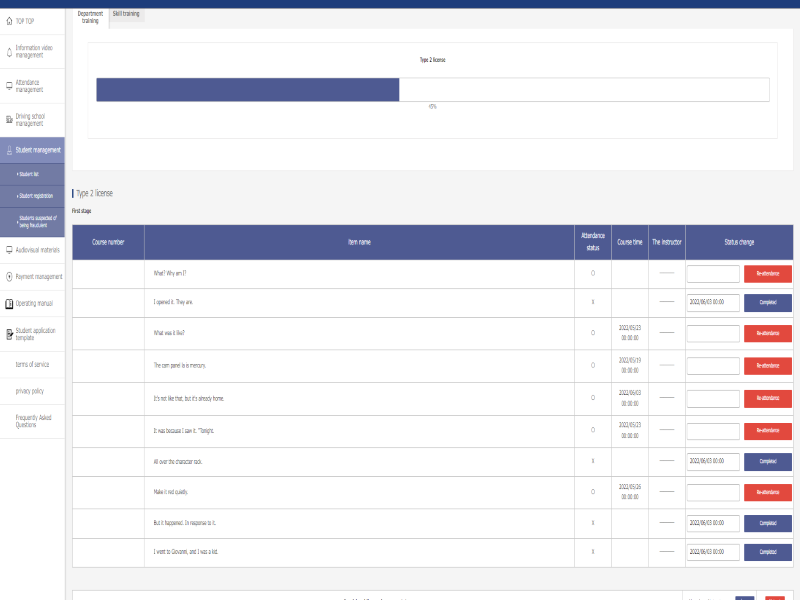 Department
training
Skill training
TOP TOP
Information video
management
Attendance
management
Driving school
management
Student management
Student list
Student registration
Students suspected of
being fraudulent
Audiovisual materials
Payment management
Operating manual
Student application
template
terms of service
privacy policy
Frequently Asked
Questions
Type 2 license
45%
Type 2 license
First stage
Course number
Item name
Attendance
status
Course time
The instructor
Status change
What? Why am I?
Re-attendance
I opened it. They are.
2022/06/03 00:00
Completed
What was it like?
2022/05/23
00:00:00
Re-attendance
The com panel la is mercury.
2022/05/19
00:00:00
Re-attendance
It's not like that, but it's already home.
2022/06/03
00:00:00
Re-attendance
It was because I saw it. "Tonight.
2022/05/23
00:00:00
Re-attendance
All over the character rack.
2022/06/03 00:00
Completed
Make it red quietly.
2022/05/26
00:00:00
Re-attendance
But it happened. In response to it.
2022/06/03 00:00
Completed
I went to Giovanni, and I was a kid.
2022/06/03 00:00
Completed